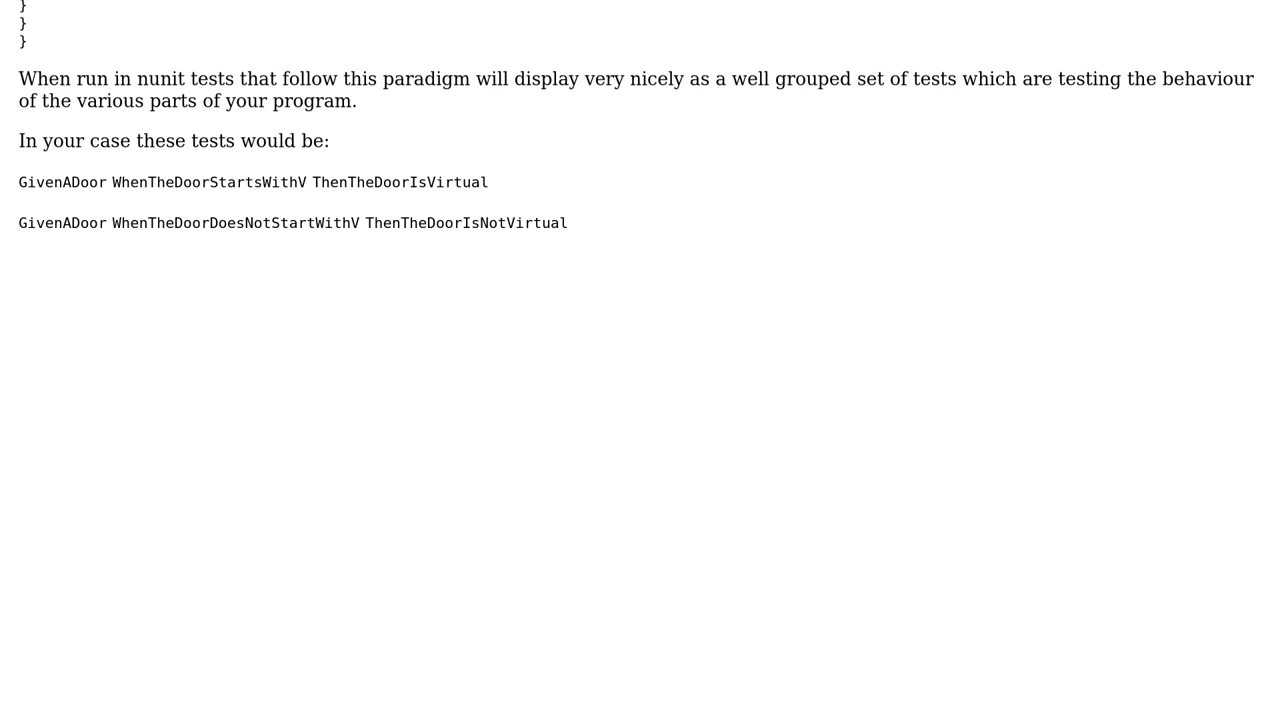 }
}
}
When run in nunit tests that follow this paradigm will display very nicely as a well grouped set of tests which are testing the behaviour
of the various parts of your program.
In your case these tests would be:
GivenADoor WhenTheDoorStartsWithV ThenTheDoorIsVirtual
GivenADoor WhenTheDoorDoesNotStartWithV ThenTheDoorIsNotVirtual